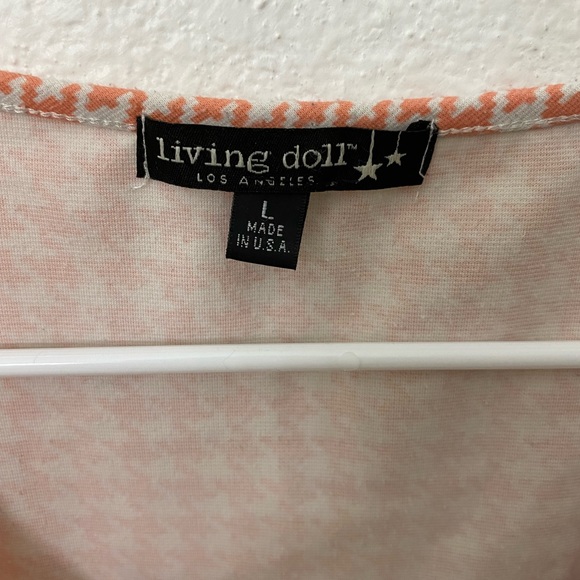 living doll™
LOS ANGELES
L
MADE
IN U.S.A.